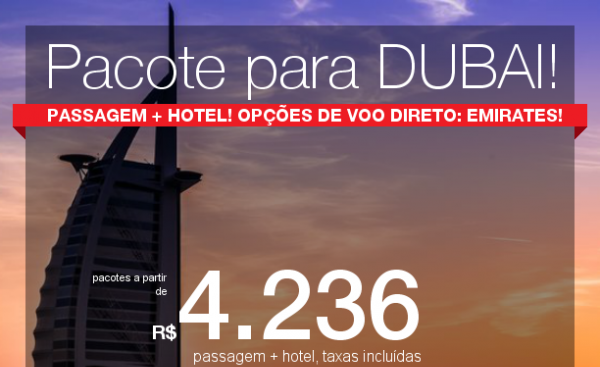 Pacote para DUBAI!
PASSAGEM + HOTEL! OPÇÕES DE VOO DIRETO: EMIRATES!
pacotes a partir
de
R$ 4.236
passagem + hotel, taxas incluídas